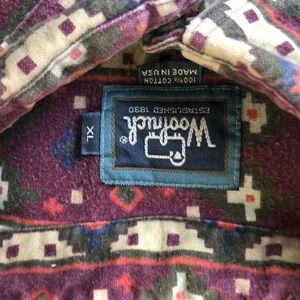 Woolrich
®
ESTABLISHED 1830
XL
100% COTTON
MADE IN USA